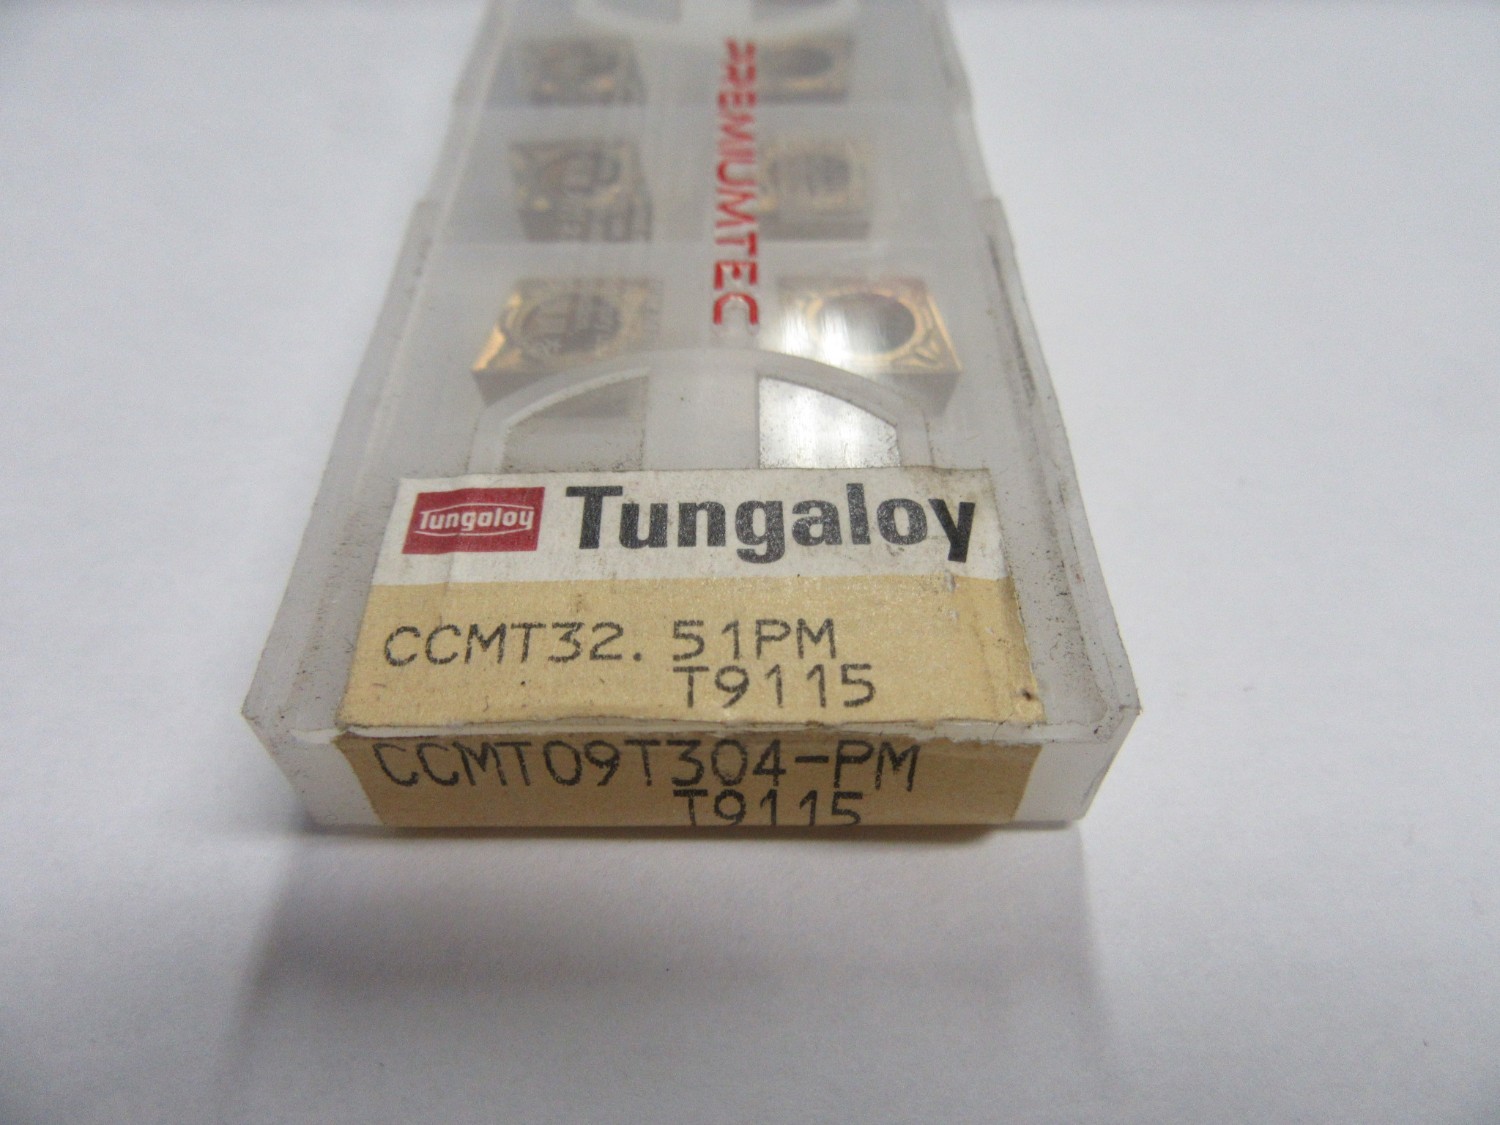 PREMIUMTEC
Tungaloy Tungaloy
CCMT32.51PM
T9115
CCMT09T304-PM
T9115